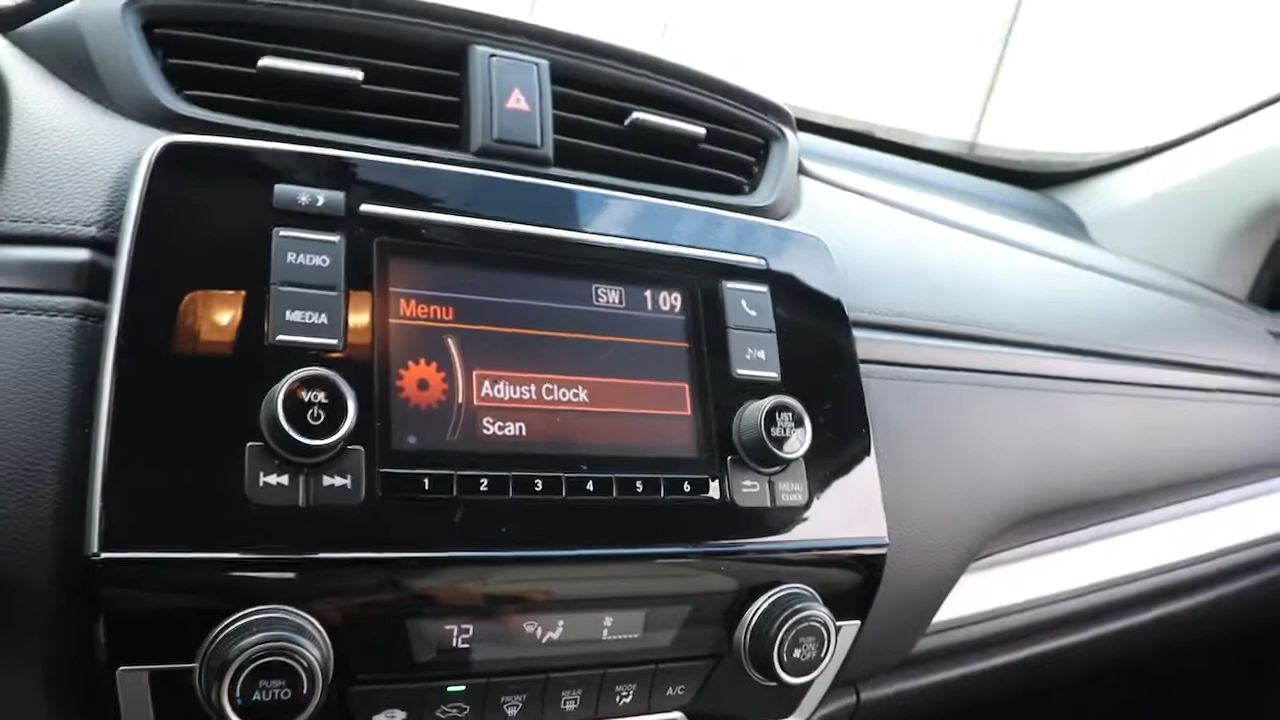 RADIO
MEDIA
VOL
SW 1 09
Menu
Adjust Clock
Scan
LIST
PUSH
SELECT
1 2 3 4 5 6
MENU
CLOCK
72
PUSH
AUTO
PUSH
ON/
OFF
FRONT
REAR
MODE
A/C